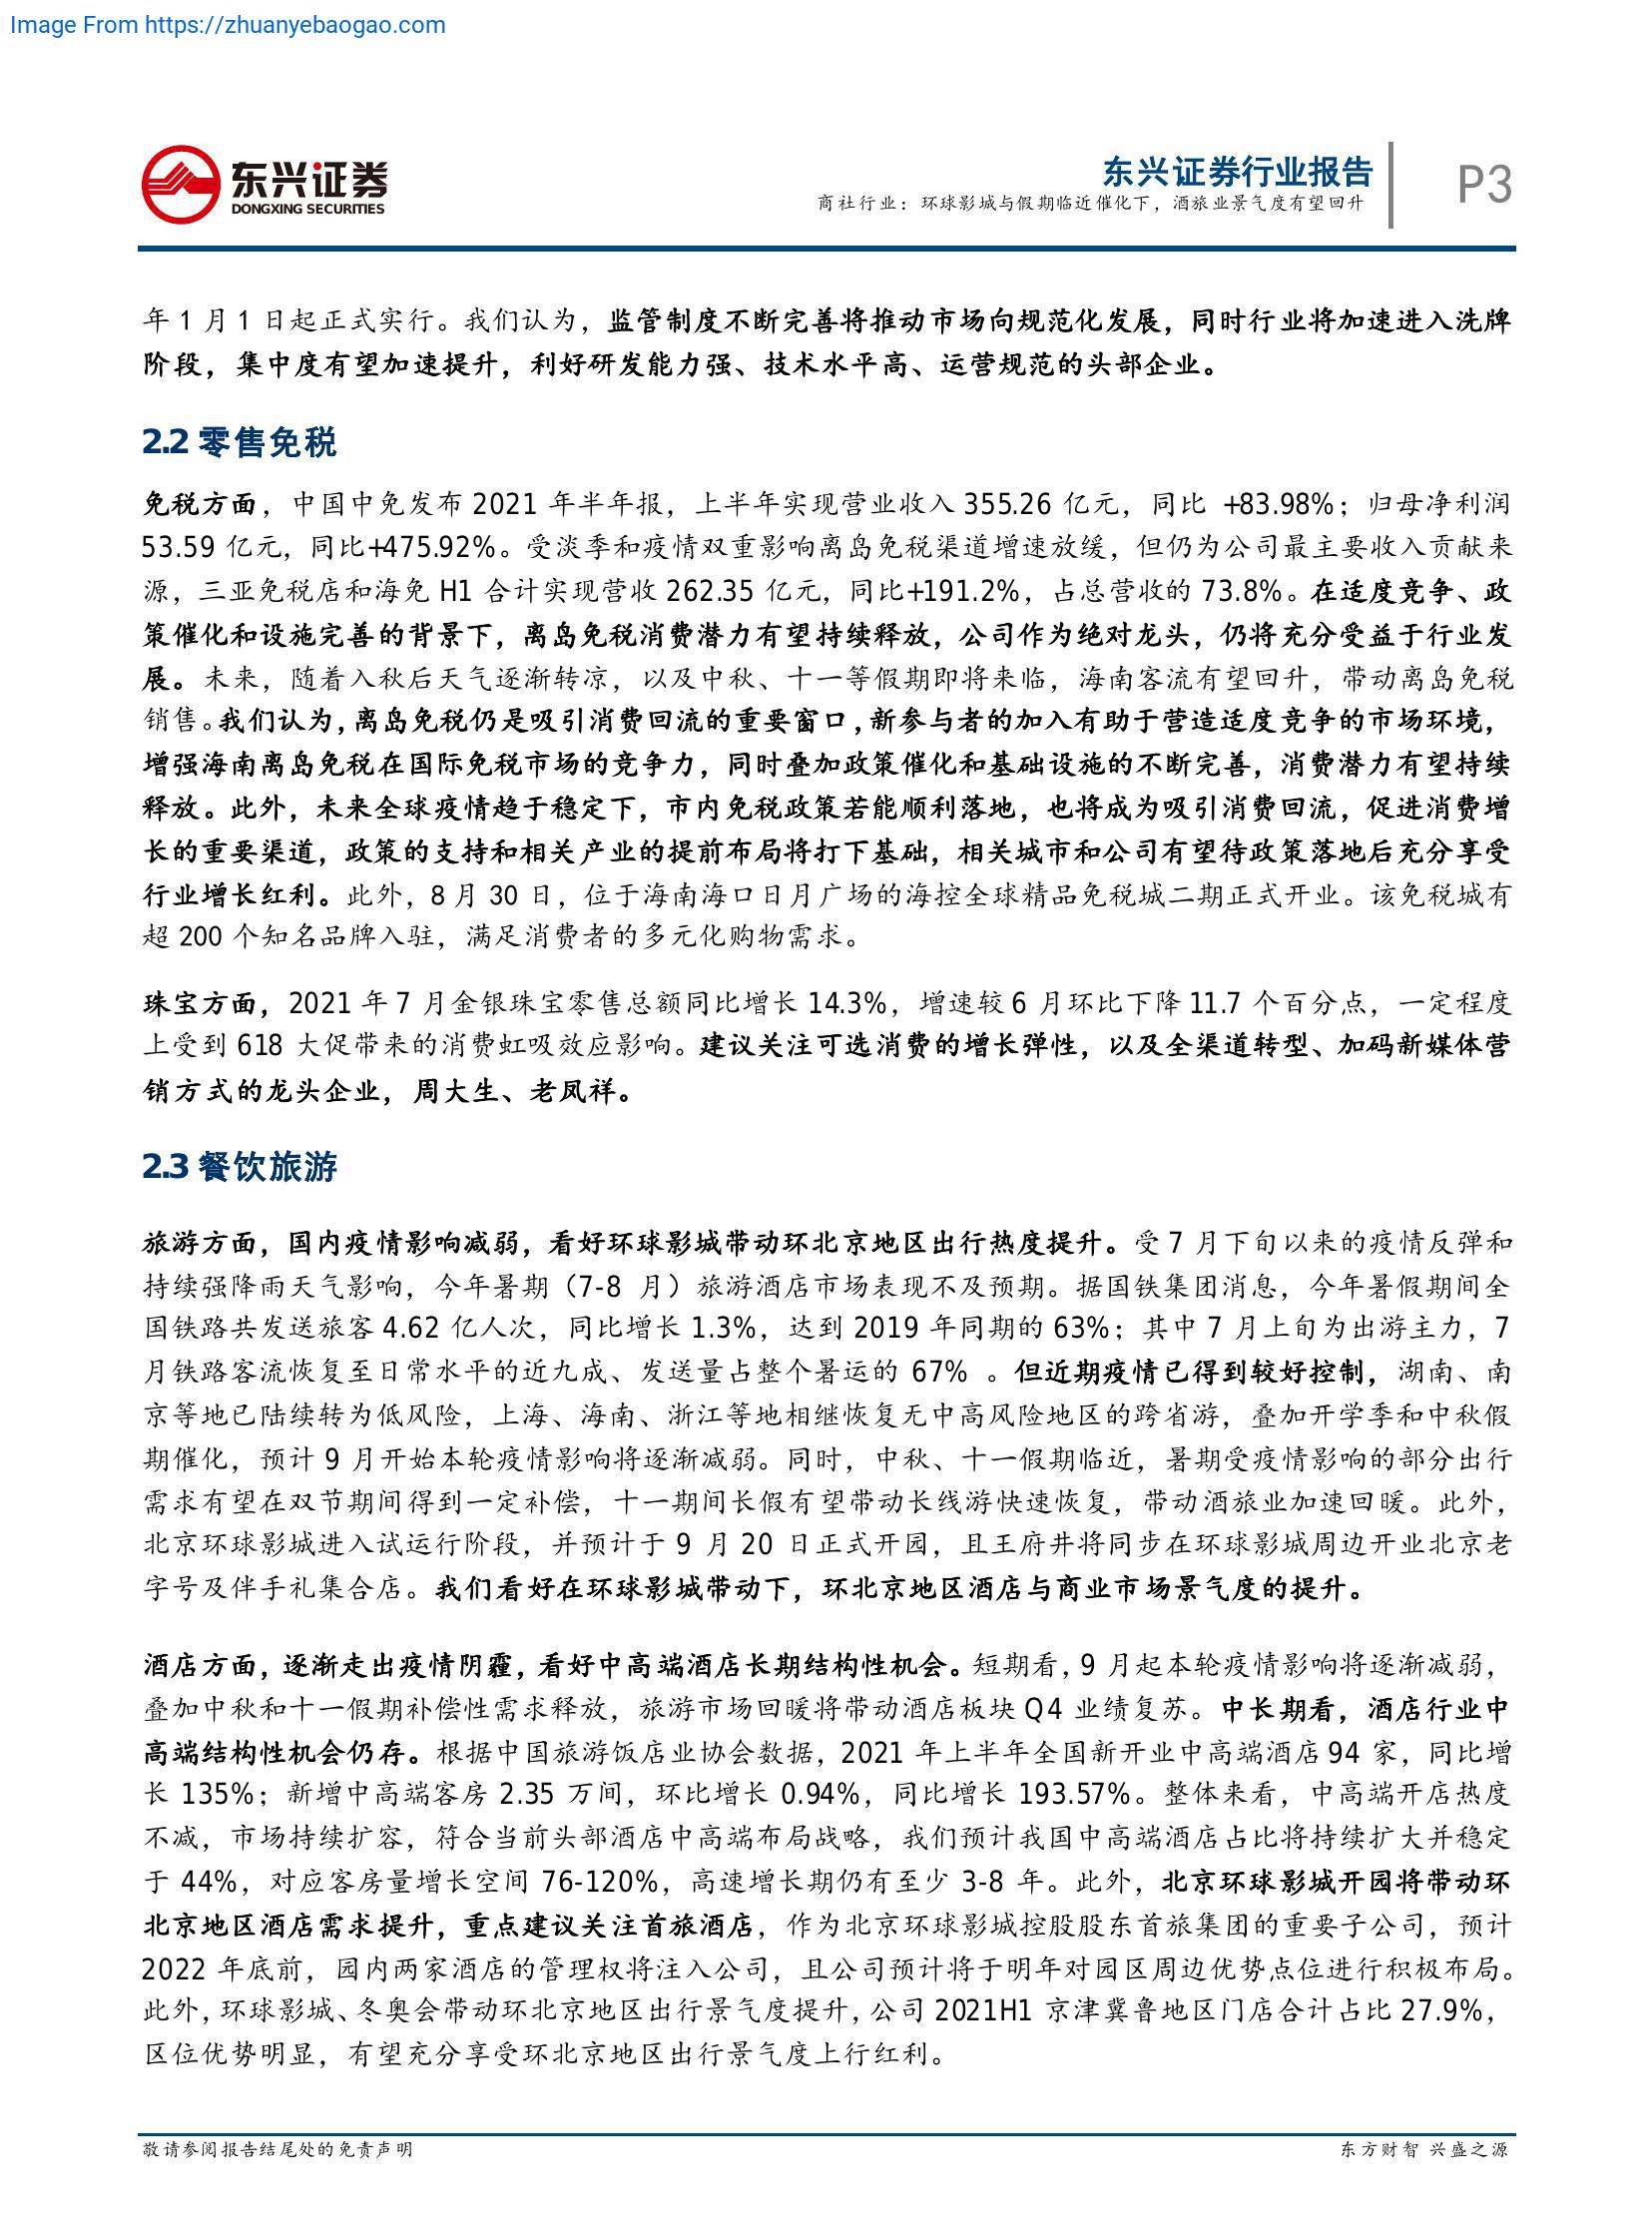 Image From https://zhuanyebaogao.com
东兴证券
DONGXING SECURITIES
东兴证券行业报告
商社行业：环球影城与假期临近催化下，酒旅业景气度有望回升
P3
年 1 月 1 日起正式实行。我们认为，监管制度不断完善将推动市场向规范化发展，同时行业将加速进入洗牌
阶段，集中度有望加速提升，利好研发能力强、技术水平高、运营规范的头部企业。
2.2 零售免税
免税方面，中国中免发布 2021 年半年报，上半年实现营业收入 355.26 亿元，同比 +83.98%；归母净利润
53.59 亿元，同比+475.92%。受淡季和疫情双重影响离岛免税渠道增速放缓，但仍为公司最主要收入贡献来
源，三亚免税店和海免 H1 合计实现营收 262.35 亿元，同比+191.2%，占总营收的 73.8%。在适度竞争、政
策催化和设施完善的背景下，离岛免税消费潜力有望持续释放，公司作为绝对龙头，仍将充分受益于行业发
展。未来，随着入秋后天气逐渐转凉，以及中秋、十一等假期即将来临，海南客流有望回升，带动离岛免税
销售。我们认为，离岛免税仍是吸引消费回流的重要窗口，新参与者的加入有助于营造适度竞争的市场环境，
增强海南离岛免税在国际免税市场的竞争力，同时叠加政策催化和基础设施的不断完善，消费潜力有望持续
释放。此外，未来全球疫情趋于稳定下，市内免税政策若能顺利落地，也将成为吸引消费回流，促进消费增
长的重要渠道，政策的支持和相关产业的提前布局将打下基础，相关城市和公司有望待政策落地后充分享受
行业增长红利。此外，8 月 30 日，位于海南海口日月广场的海控全球精品免税城二期正式开业。该免税城有
超 200 个知名品牌入驻，满足消费者的多元化购物需求。
珠宝方面，2021 年 7 月金银珠宝零售总额同比增长 14.3%，增速较 6 月环比下降 11.7 个百分点，一定程度
上受到 618 大促带来的消费虹吸效应影响。建议关注可选消费的增长弹性，以及全渠道转型、加码新媒体营
销方式的龙头企业，周大生、老凤祥。
2.3 餐饮旅游
旅游方面，国内疫情影响减弱，看好环球影城带动环北京地区出行热度提升。受 7 月下旬以来的疫情反弹和
持续强降雨天气影响，今年暑期（7-8 月）旅游酒店市场表现不及预期。据国铁集团消息，今年暑假期间全
国铁路共发送旅客 4.62 亿人次，同比增长 1.3%，达到 2019 年同期的 63%；其中 7 月上旬为出游主力，7
月铁路客流恢复至日常水平的近九成、发送量占整个暑运的 67% 。但近期疫情已得到较好控制，湖南、南
京等地已陆续转为低风险，上海、海南、浙江等地相继恢复无中高风险地区的跨省游，叠加开学季和中秋假
期催化，预计 9 月开始本轮疫情影响将逐渐减弱。同时，中秋、十一假期临近，暑期受疫情影响的部分出行
需求有望在双节期间得到一定补偿，十一期间长假有望带动长线游快速恢复，带动酒旅业加速回暖。此外，
北京环球影城进入试运行阶段，并预计于 9 月 20 日正式开园，且王府井将同步在环球影城周边开业北京老
字号及伴手礼集合店。我们看好在环球影城带动下，环北京地区酒店与商业市场景气度的提升。
酒店方面，逐渐走出疫情阴霾，看好中高端酒店长期结构性机会。短期看，9 月起本轮疫情影响将逐渐减弱，
叠加中秋和十一假期补偿性需求释放，旅游市场回暖将带动酒店板块 Q4 业绩复苏。中长期看，酒店行业中
高端结构性机会仍存。根据中国旅游饭店业协会数据，2021 年上半年全国新开业中高端酒店 94 家，同比增
长 135%；新增中高端客房 2.35 万间，环比增长 0.94%，同比增长 193.57%。整体来看，中高端开店热度
不减，市场持续扩容，符合当前头部酒店中高端布局战略，我们预计我国中高端酒店占比将持续扩大并稳定
于 44%，对应客房量增长空间 76-120%，高速增长期仍有至少 3-8 年。此外，北京环球影城开园将带动环
北京地区酒店需求提升，重点建议关注首旅酒店，作为北京环球影城控股股东首旅集团的重要子公司，预计
2022 年底前，园内两家酒店的管理权将注入公司，且公司预计将于明年对园区周边优势点位进行积极布局。
此外，环球影城、冬奥会带动环北京地区出行景气度提升，公司 2021H1 京津冀鲁地区门店合计占比 27.9%，
区位优势明显，有望充分享受环北京地区出行景气度上行红利。
敬请参阅报告结尾处的免责声明
东方财智 兴盛之源